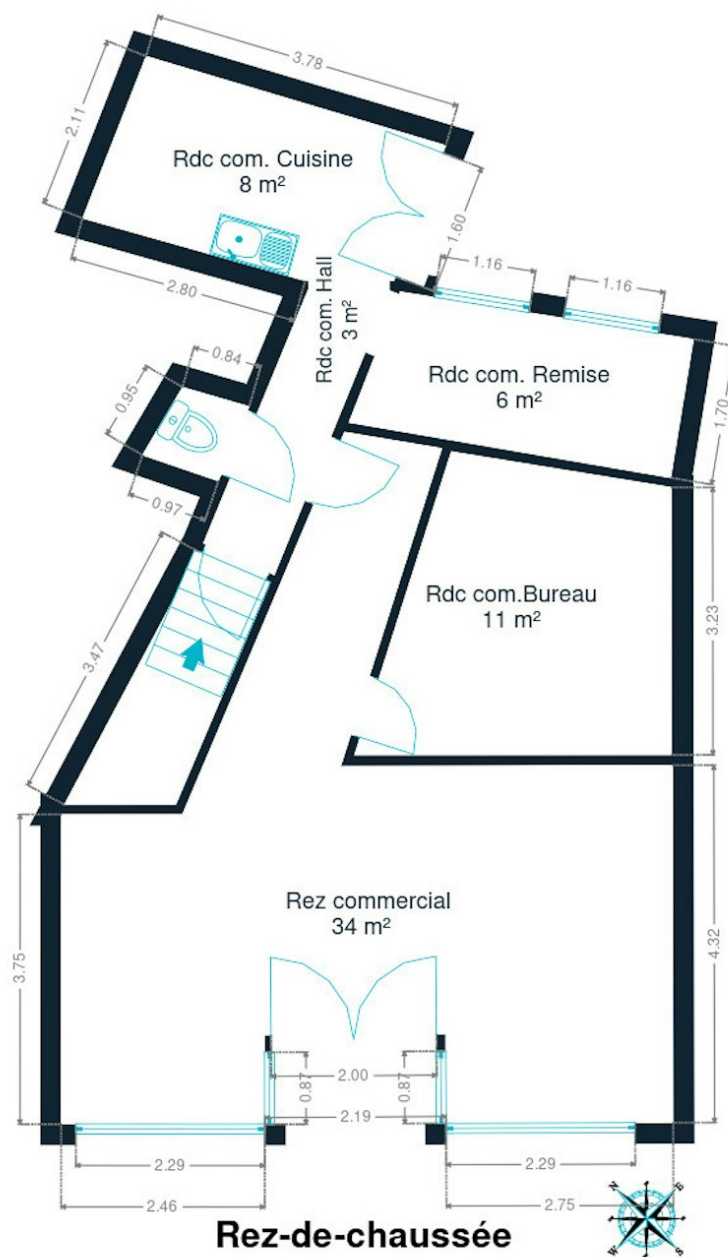 3.78
2.11
Rdc com. Cuisine
8 m²
1.60
1.16
1.16
2.80
Rdc com. Hall
3 m²
0.84
Rdc com. Remise
6 m²
1.70
0.95
0.97
Rdc com.Bureau
11 m²
3.23
3.47
Rez commercial
34 m²
3.75
4.32
0.87
2.00
0.87
2.19
2.29
2.29
2.46
2.75
N
E
W
S
Rez-de-chaussée